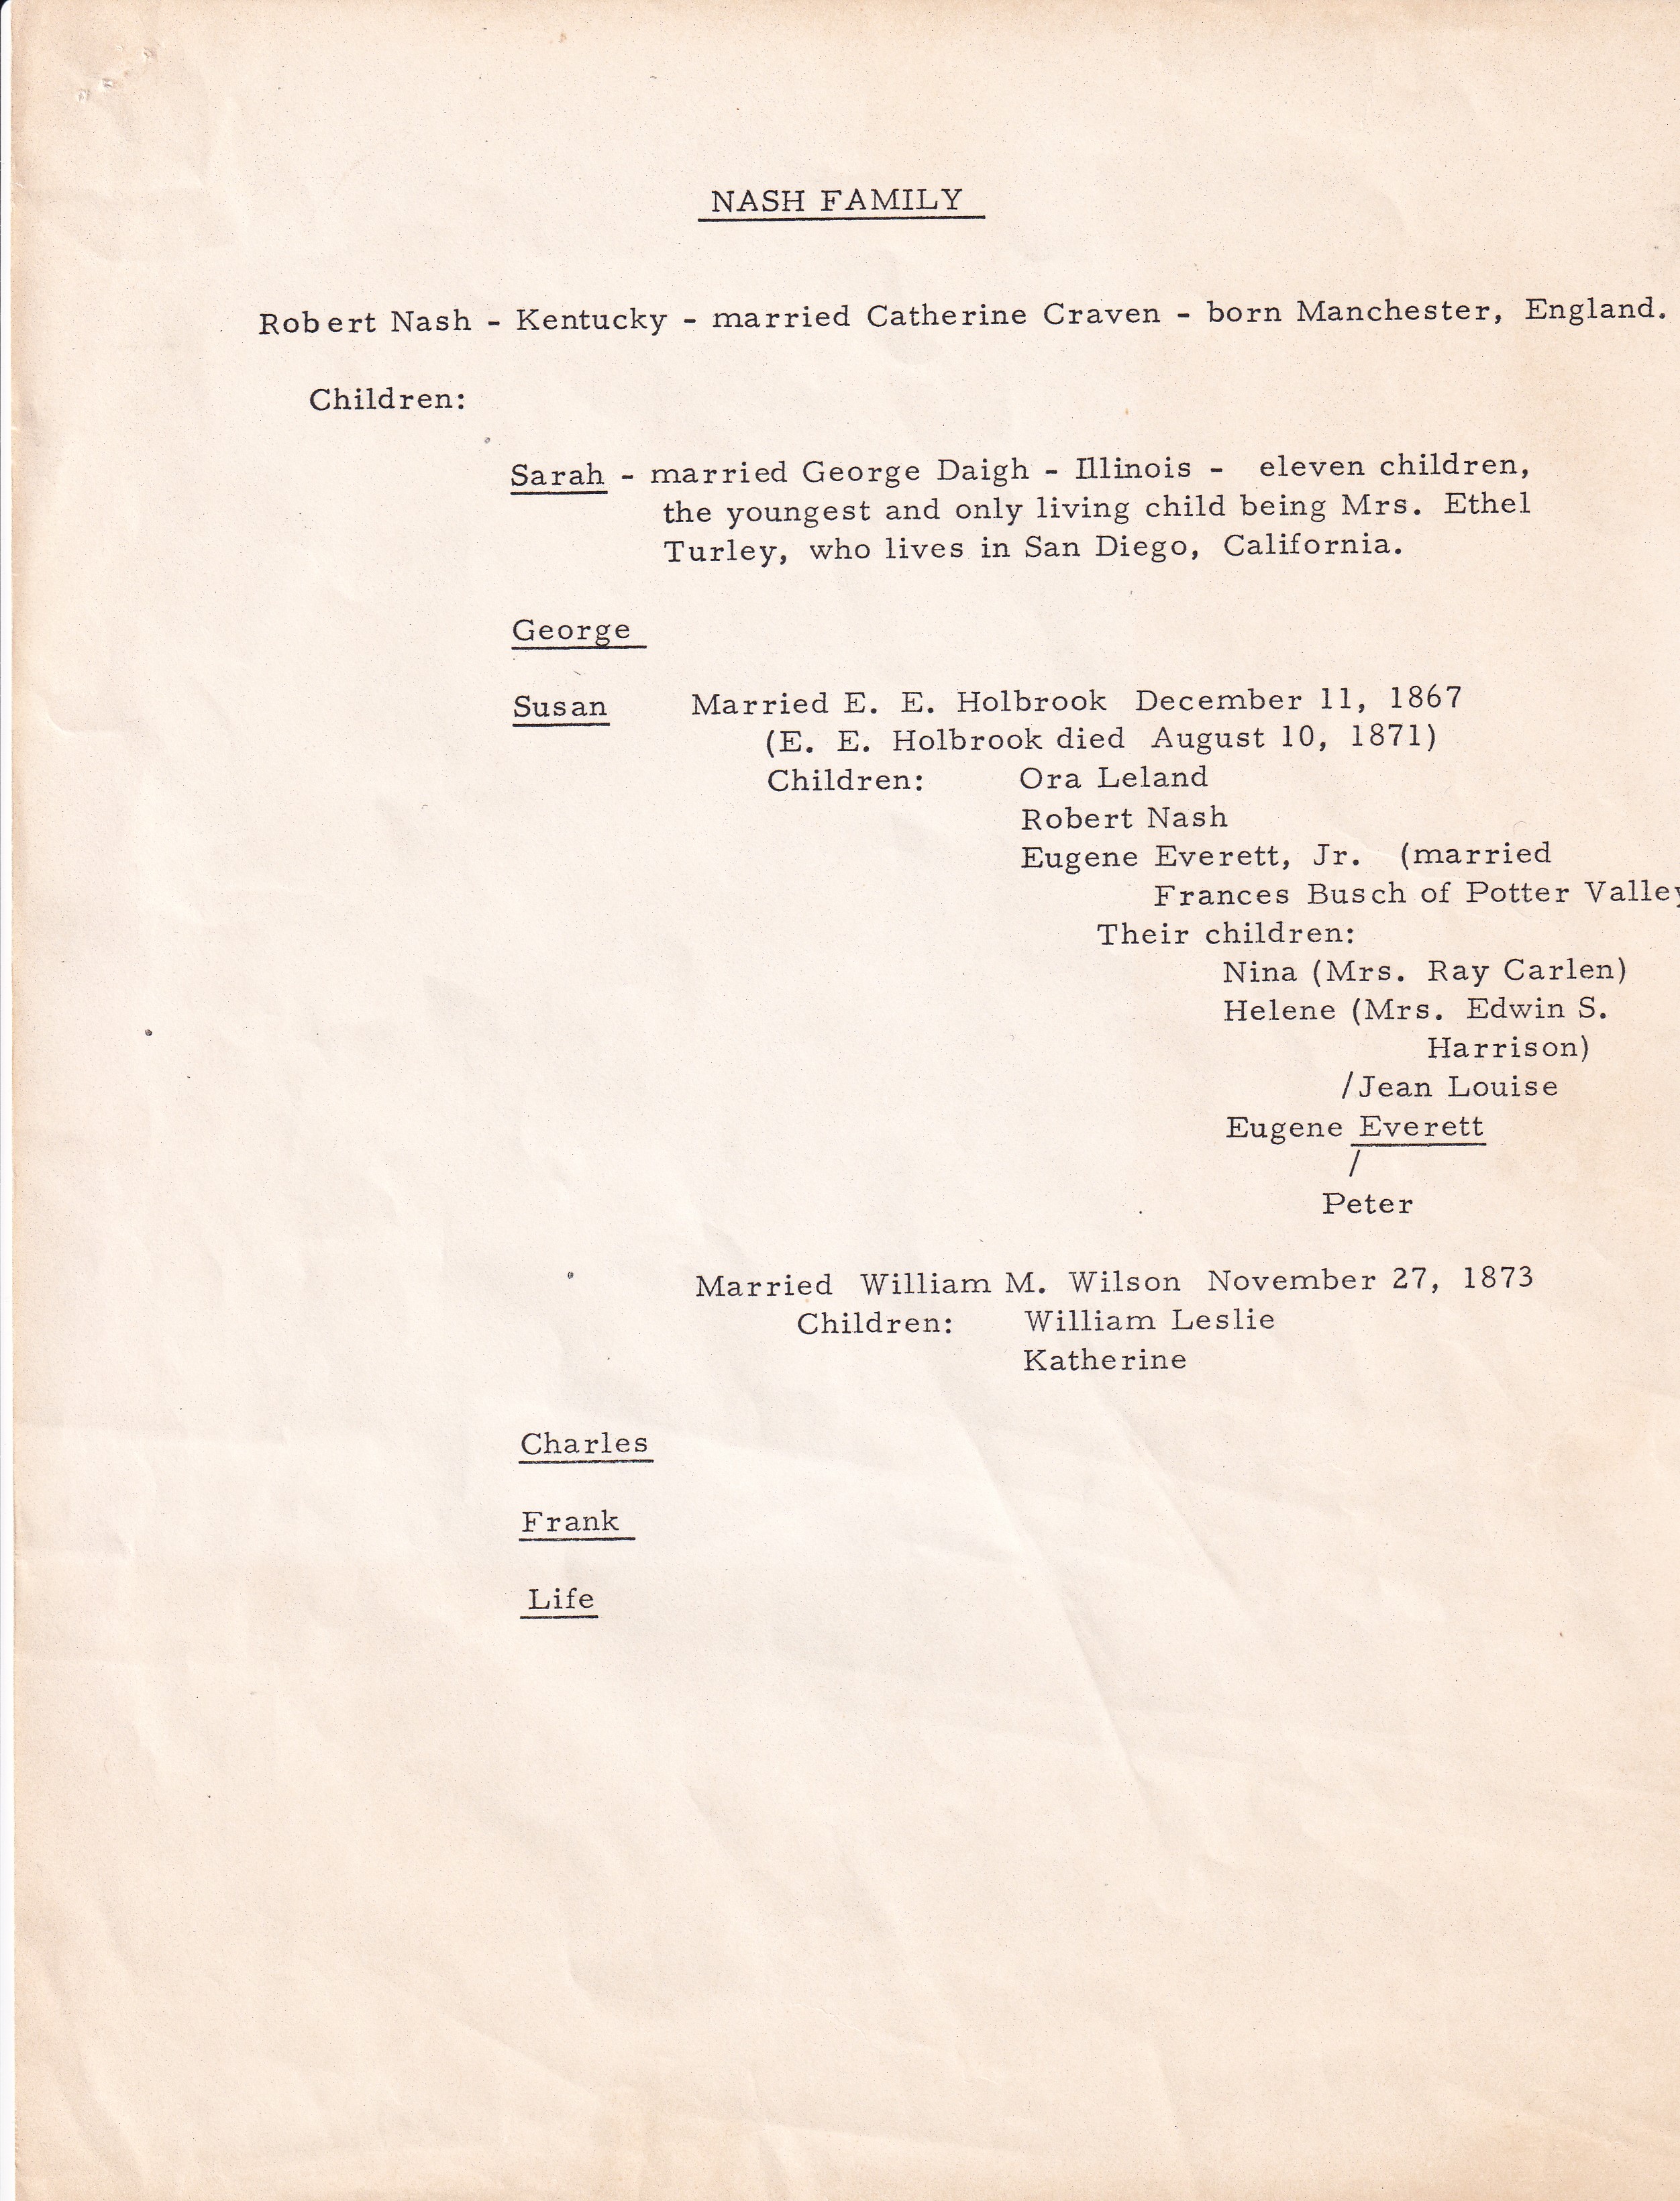 NASH FAMILY
Robert Nash - Kentucky - married Catherine Craven - born Manchester, England.
Children:
Sarah - married George Daigh - Illinois - eleven children,
the youngest and only living child being Mrs. Ethel
Turley, who lives in San Diego, California.
George
Susan Married E. E. Holbrook December 11, 1867
(E. E. Holbrook died August 10, 1871)
Children: Ora Leland
Robert Nash
Eugene Everett, Jr. (married
Frances Busch of Potter Valley
Their children:
Nina (Mrs. Ray Carlen)
Helene (Mrs. Edwin S.
Harrison)
/Jean Louise
Eugene Everett
/
Peter
Married William M. Wilson November 27, 1873
Children: William Leslie
Katherine
Charles
Frank
Life